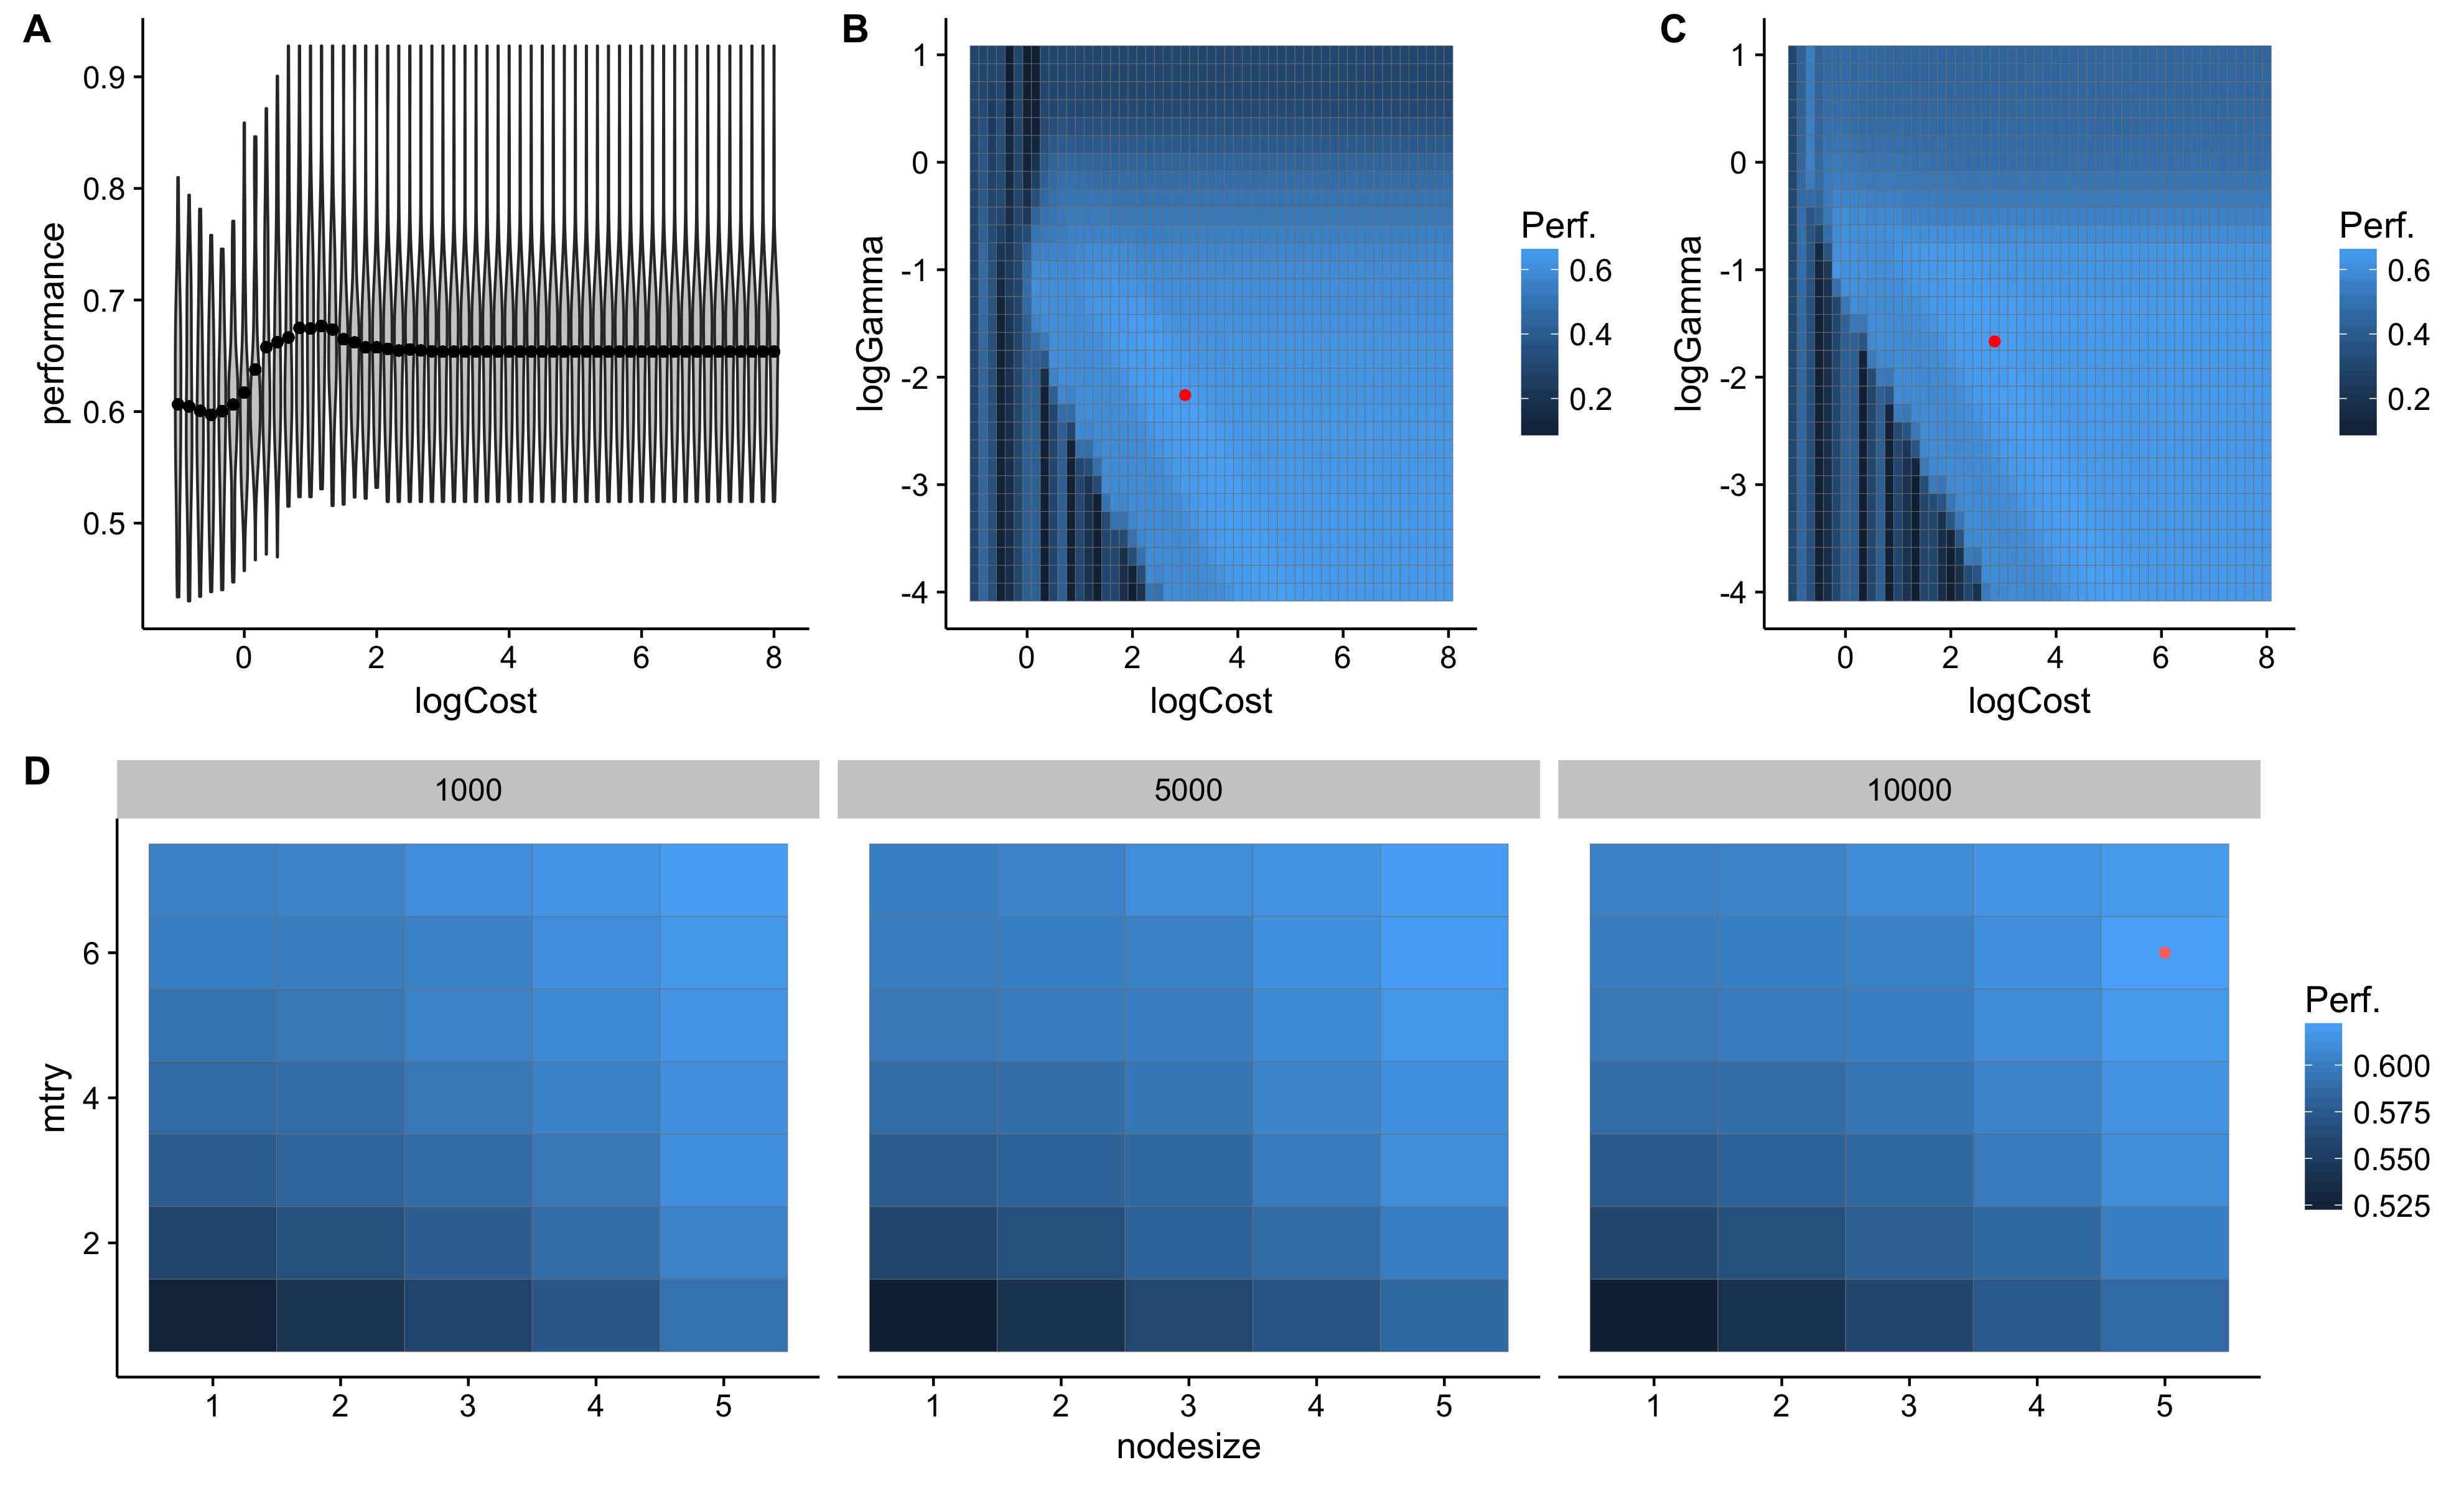 A
performance
0.9
0.8
0.7
0.6
0.5
0 2 4 6 8
logCost
B
logGamma
1
0
-1
-2
-3
-4
0 2 4 6 8
logCost
Perf.
0.6
0.4
0.2
C
logGamma
1
0
-1
-2
-3
-4
0 2 4 6 8
logCost
Perf.
0.6
0.4
0.2
D
1000 5000 10000
mtry
6
4
2
1 2 3 4 5 1 2 3 4 5 1 2 3 4 5
nodesize
Perf.
0.600
0.575
0.550
0.525